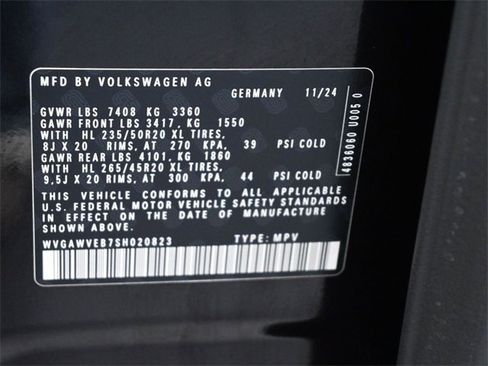 MFD BY VOLKSWAGEN AG
GERMANY 11/24
GVWR LBS 7408 KG 3360
GAWR FRONT LBS 3417, KG 1550
WITH HL 235/50R20 XL TIRES,
8J X 20 RIMS, AT 270 KPA, 39 PSI COLD
GAWR REAR LBS 4101, KG 1860
WITH HL 265/45R20 XL TIRES,
9,5J X 20 RIMS, AT 300 KPA, 44 PSI COLD
THIS VEHICLE CONFORMS TO ALL APPLICABLE
U.S. FEDERAL MOTOR VEHICLE SAFETY STANDARDS
IN EFFECT ON THE DATE OF MANUFACTURE
SHOWN ABOVE.
WVGAWVEB7SH020823 TYPE: MPV
4836060 U005 0